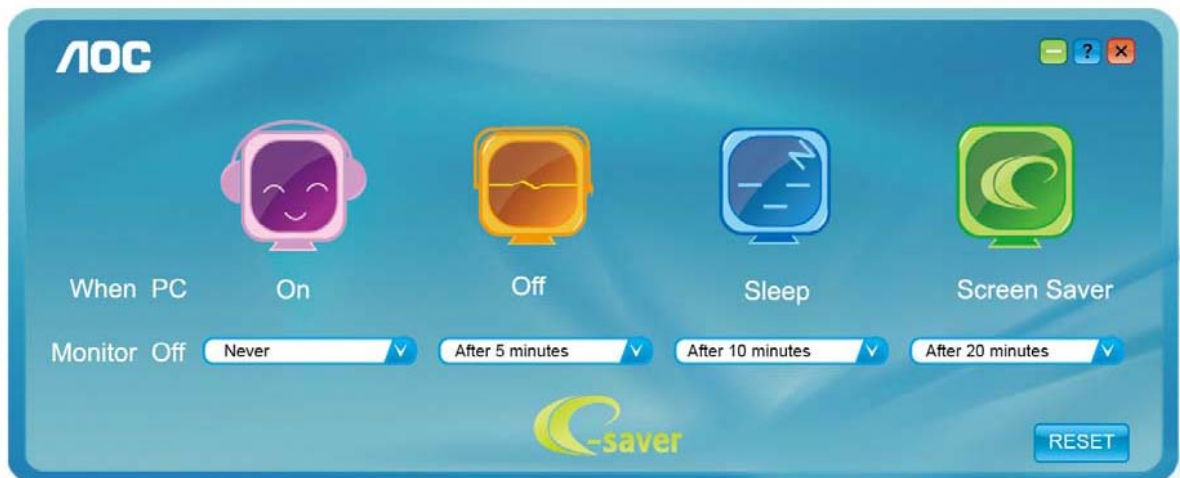 AOC
?
When PC On Off Sleep Screen Saver
Monitor Off Never After 5 minutes After 10 minutes After 20 minutes
e-saver
RESET